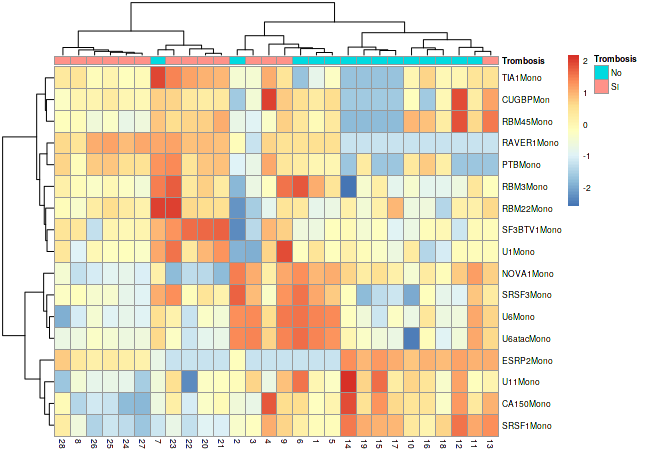 Trombosis
Trombosis
No
SI
2
1
0
-1
-2
TIA1Mono
CUGBPMon
RBM45Mono
RAVER1Mono
PTBMono
RBM3Mono
RBM22Mono
SF3BTV1Mono
U1Mono
NOVA1Mono
SRSF3Mono
U6Mono
U6atacMono
ESRP2Mono
U11Mono
CA150Mono
SRSF1Mono
28 8 26 25 24 27 7 23 22 20 21 2 3 4 9 6 1 5 14 19 15 17 10 16 18 12 11 13